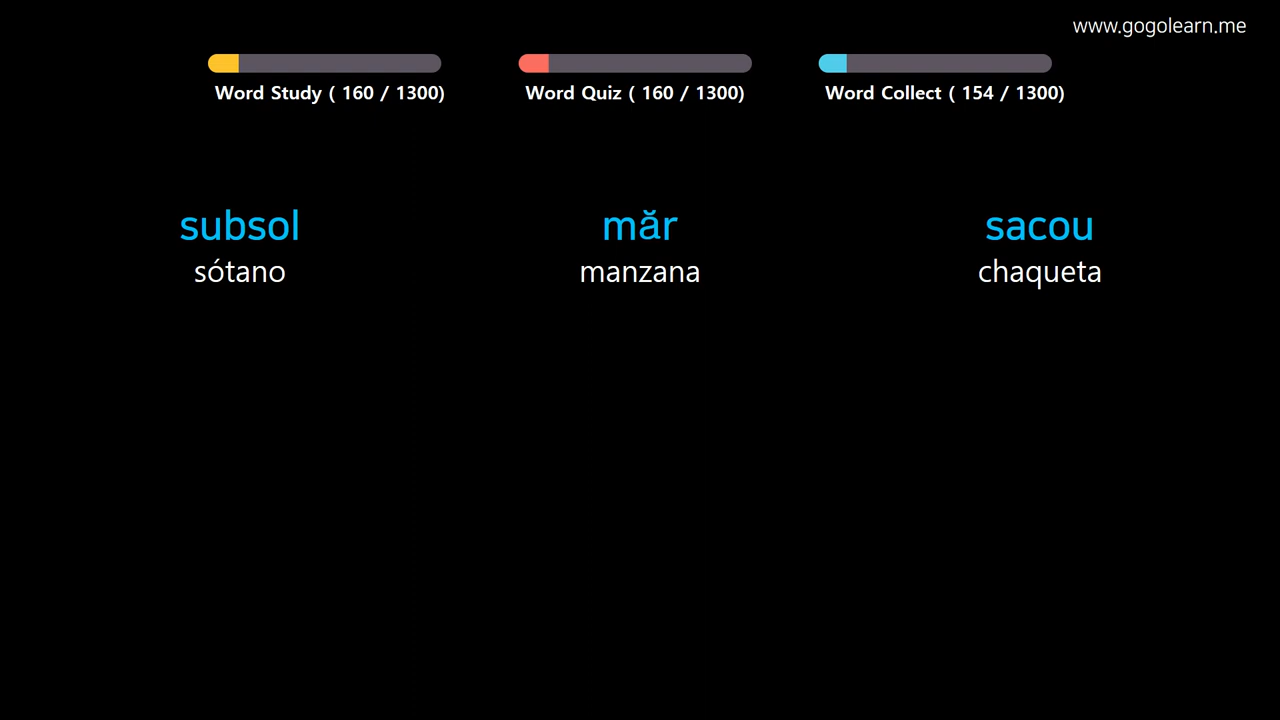 www.gogolearn.me
Word Study ( 160 / 1300)
Word Quiz ( 160 / 1300)
Word Collect ( 154 / 1300)
subsol
sótano
măr
manzana
sacou
chaqueta